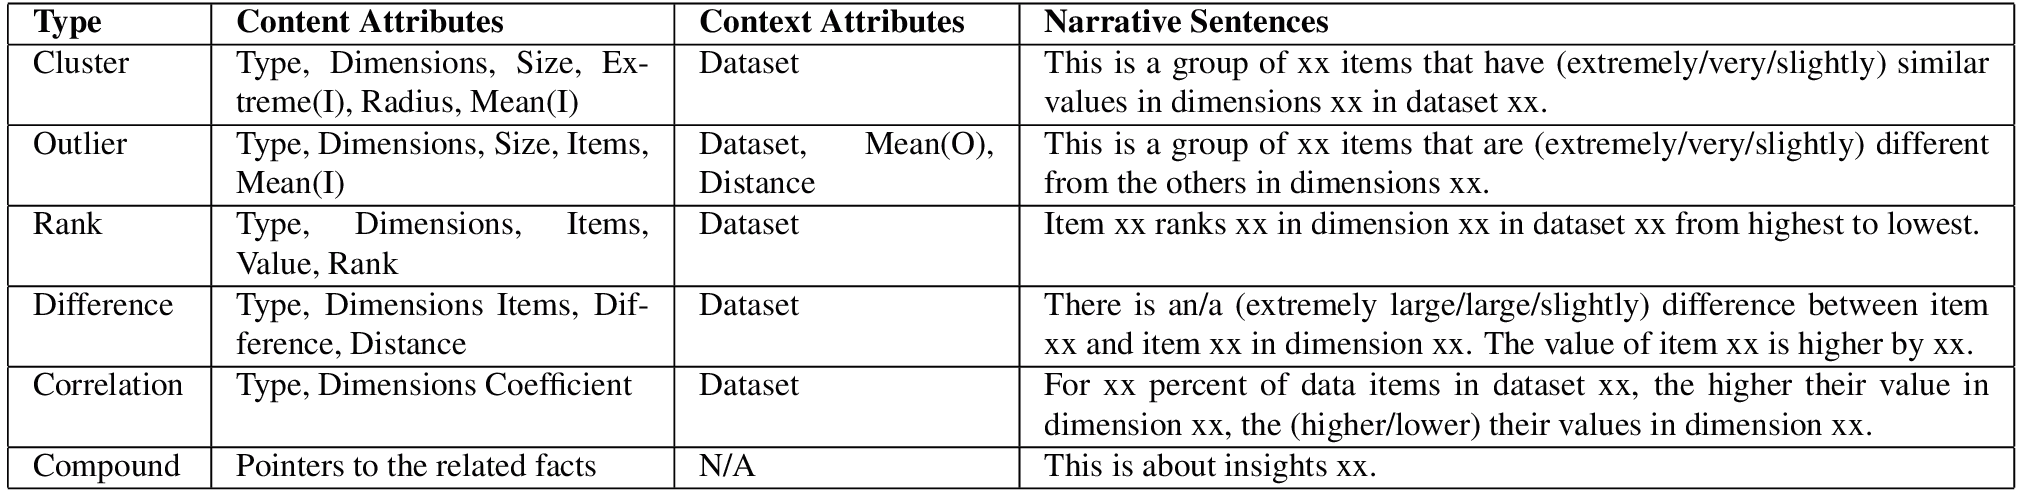 Type Content Attributes Context Attributes Narrative Sentences
Cluster Type, Dimensions, Size, Ex- Dataset This is a group of xx items that have (extremely/very/slightly) similar
treme(I), Radius, Mean(I) values in dimensions xx in dataset xx.
Outlier Type, Dimensions, Size, Items, Dataset, Mean(O), This is a group of xx items that are (extremely/very/slightly) different
Mean(I) Distance from the others in dimensions xx.
Rank Type, Dimensions, Items, Dataset Item xx ranks xx in dimension xx in dataset xx from highest to lowest.
Value, Rank
Difference Type, Dimensions Items, Dif- Dataset There is an/a (extremely large/large/slightly) difference between item
ference, Distance xx and item xx in dimension xx. The value of item xx is higher by xx.
Correlation Type, Dimensions Coefficient Dataset For xx percent of data items in dataset xx, the higher their value in
dimension xx, the (higher/lower) their values in dimension xx.
Compound Pointers to the related facts N/A This is about insights xx.